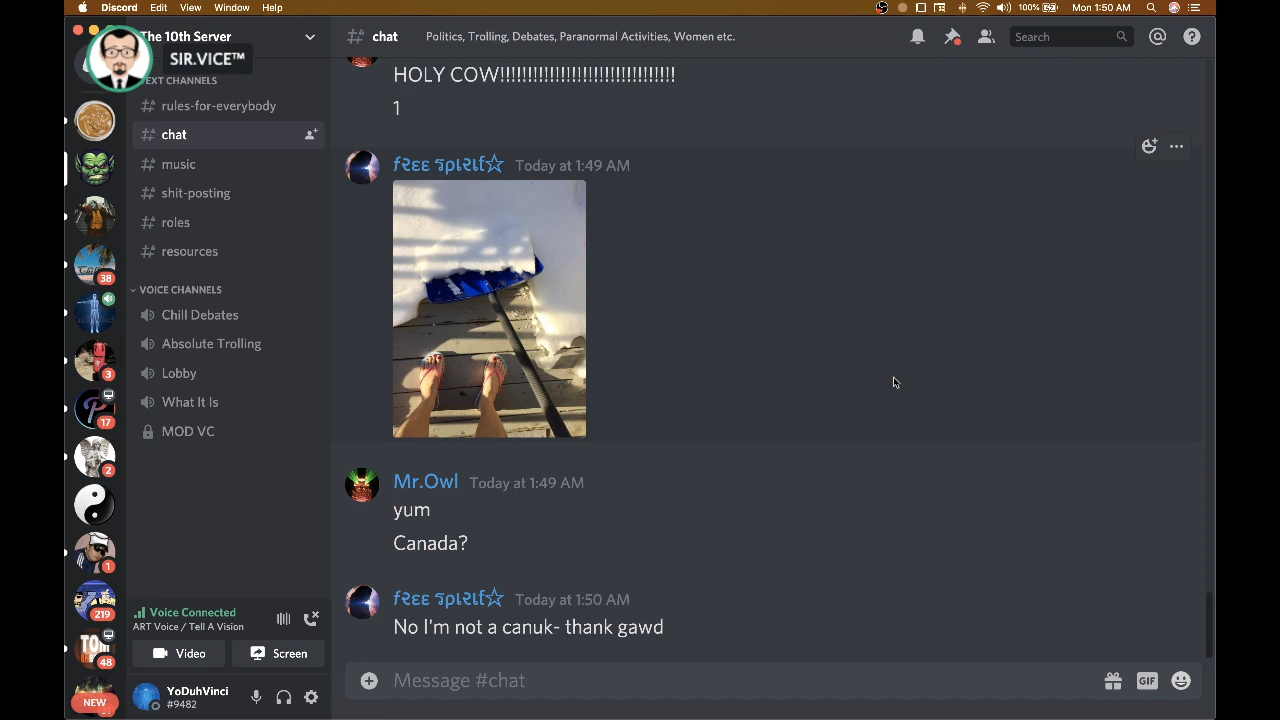 Discord Edit View Window Help
100% Mon 1:50 AM
The 10th Server
SIR.VICE™
chat
Politics, Trolling, Debates, Paranormal Activities, Women etc.
Search
EXT CHANNELS
rules-for-everybody
chat
music
shit-posting
roles
resources
VOICE CHANNELS
Chill Debates
Absolute Trolling
Lobby
What It Is
MOD VC
38
3
17
2
1
219
TOM
48
NEW
Voice Connected
ART Voice / Tell A Vision
Video
Screen
YoDuhVinci
#9482
HOLY COW!!!!!!!!!!!!!!!!!!!!!!!!!!!!!!!!
1
Today at 1:49 AM
Mr.Owl Today at 1:49 AM
yum
Canada?
Today at 1:50 AM
No I'm not a canuk- thank gawd
Message #chat
GIF